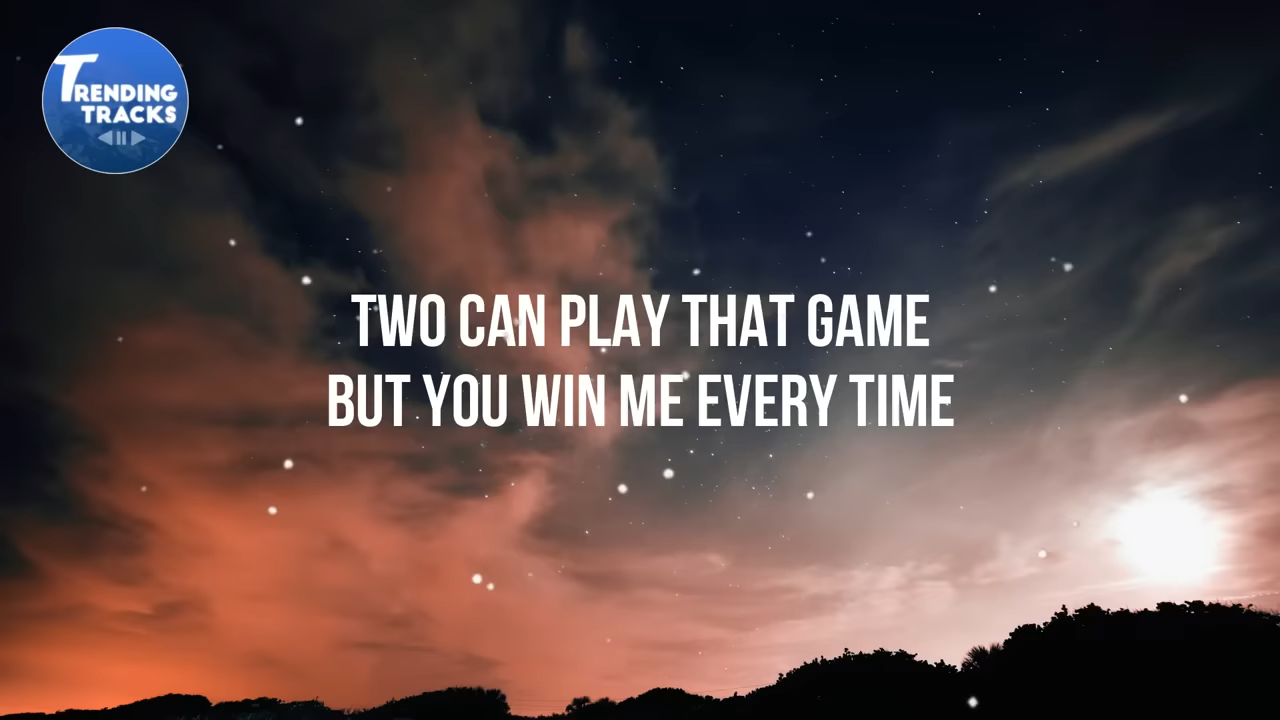 TRENDING
TRACKS
TWO CAN PLAY THAT GAME
BUT YOU WIN ME EVERY TIME